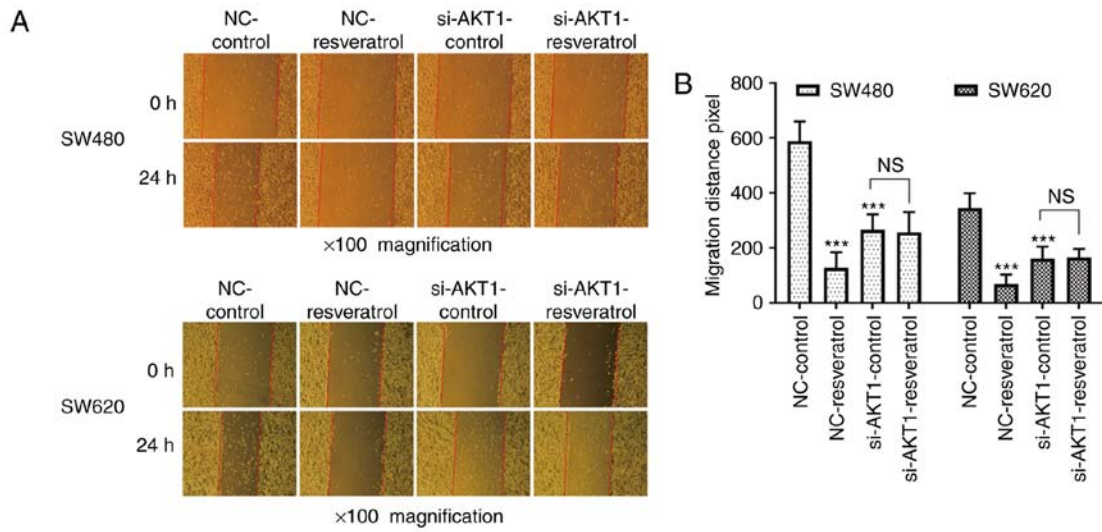 A
NC-
control
NC-
resveratrol
si-AKT1-
control
si-AKT1-
resveratrol
SW480
0 h
24 h
×100 magnification
NC-
control
NC-
resveratrol
si-AKT1-
control
si-AKT1-
resveratrol
SW620
0 h
24 h
×100 magnification
B
SW480
SW620
Migration distance pixel
800
600
400
200
0
***
***
NS
***
***
NS
NC-control
NC-resveratrol
si-AKT1-control
si-AKT1-resveratrol
NC-control
NC-resveratrol
si-AKT1-control
si-AKT1-resveratrol